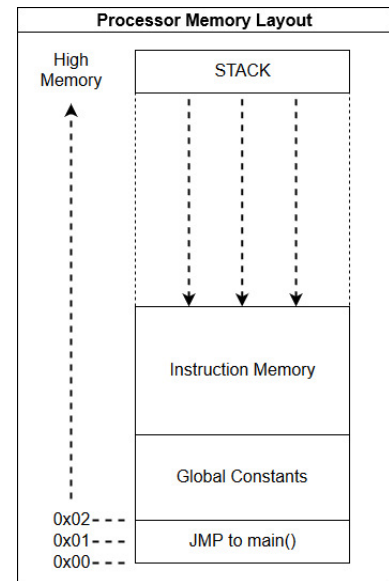 Processor Memory Layout
High
Memory
STACK
Instruction Memory
Global Constants
0x02
0x01
JMP to main()
0x00